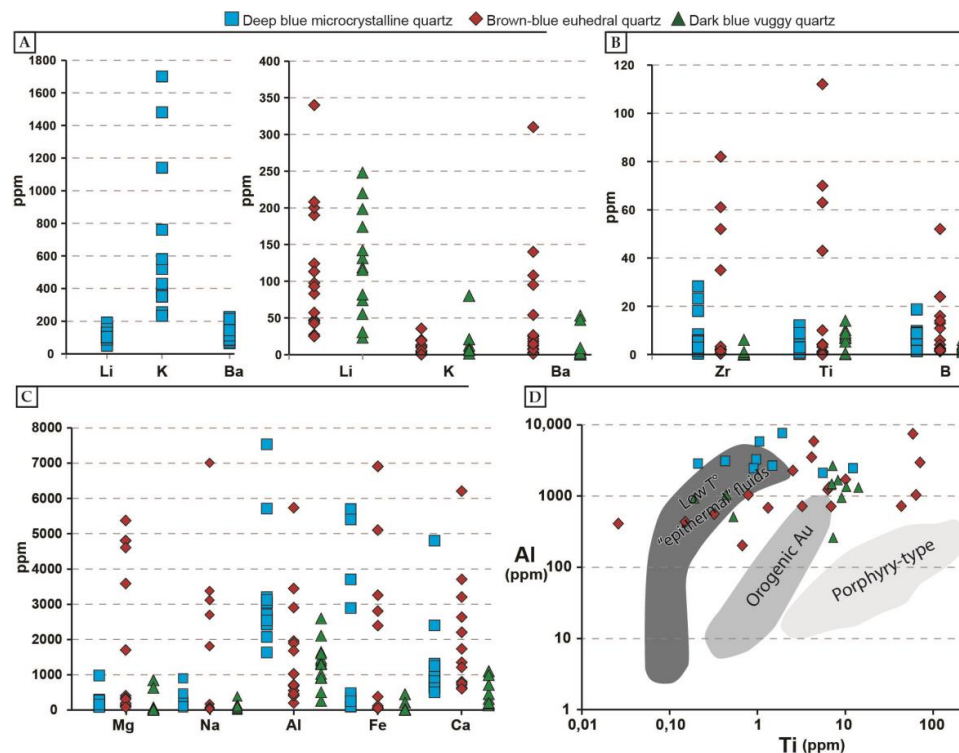 Deep blue microcrystalline quartz Brown-blue euhedral quartz Dark blue vuggy quartz
A
ppm
1800
1600
1400
1200
1000
800
600
400
200
0
Li K Ba
ppm
400
350
300
250
200
150
100
50
0
Li K Ba
B
ppm
120
100
80
60
40
20
0
Zr Ti B
C
ppm
8000
7000
6000
5000
4000
3000
2000
1000
0
Mg Na Al Fe Ca
D
Al
(ppm)
10,000
1000
100
10
1
Low T°
"epithermal" fluids
Orogenic Au
Porphyry-type
0,01 0,10 1 10 100
Ti (ppm)